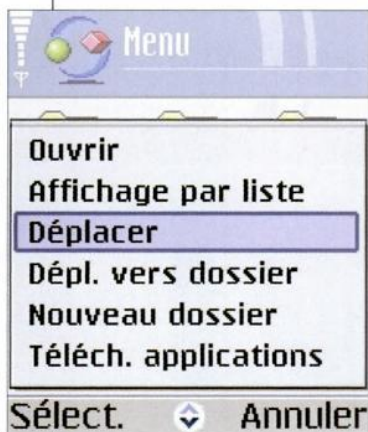 Menu
Ouvrir
Affichage par liste
Déplacer
Dépl. vers dossier
Nouveau dossier
Téléch. applications
Sélect. Annuler